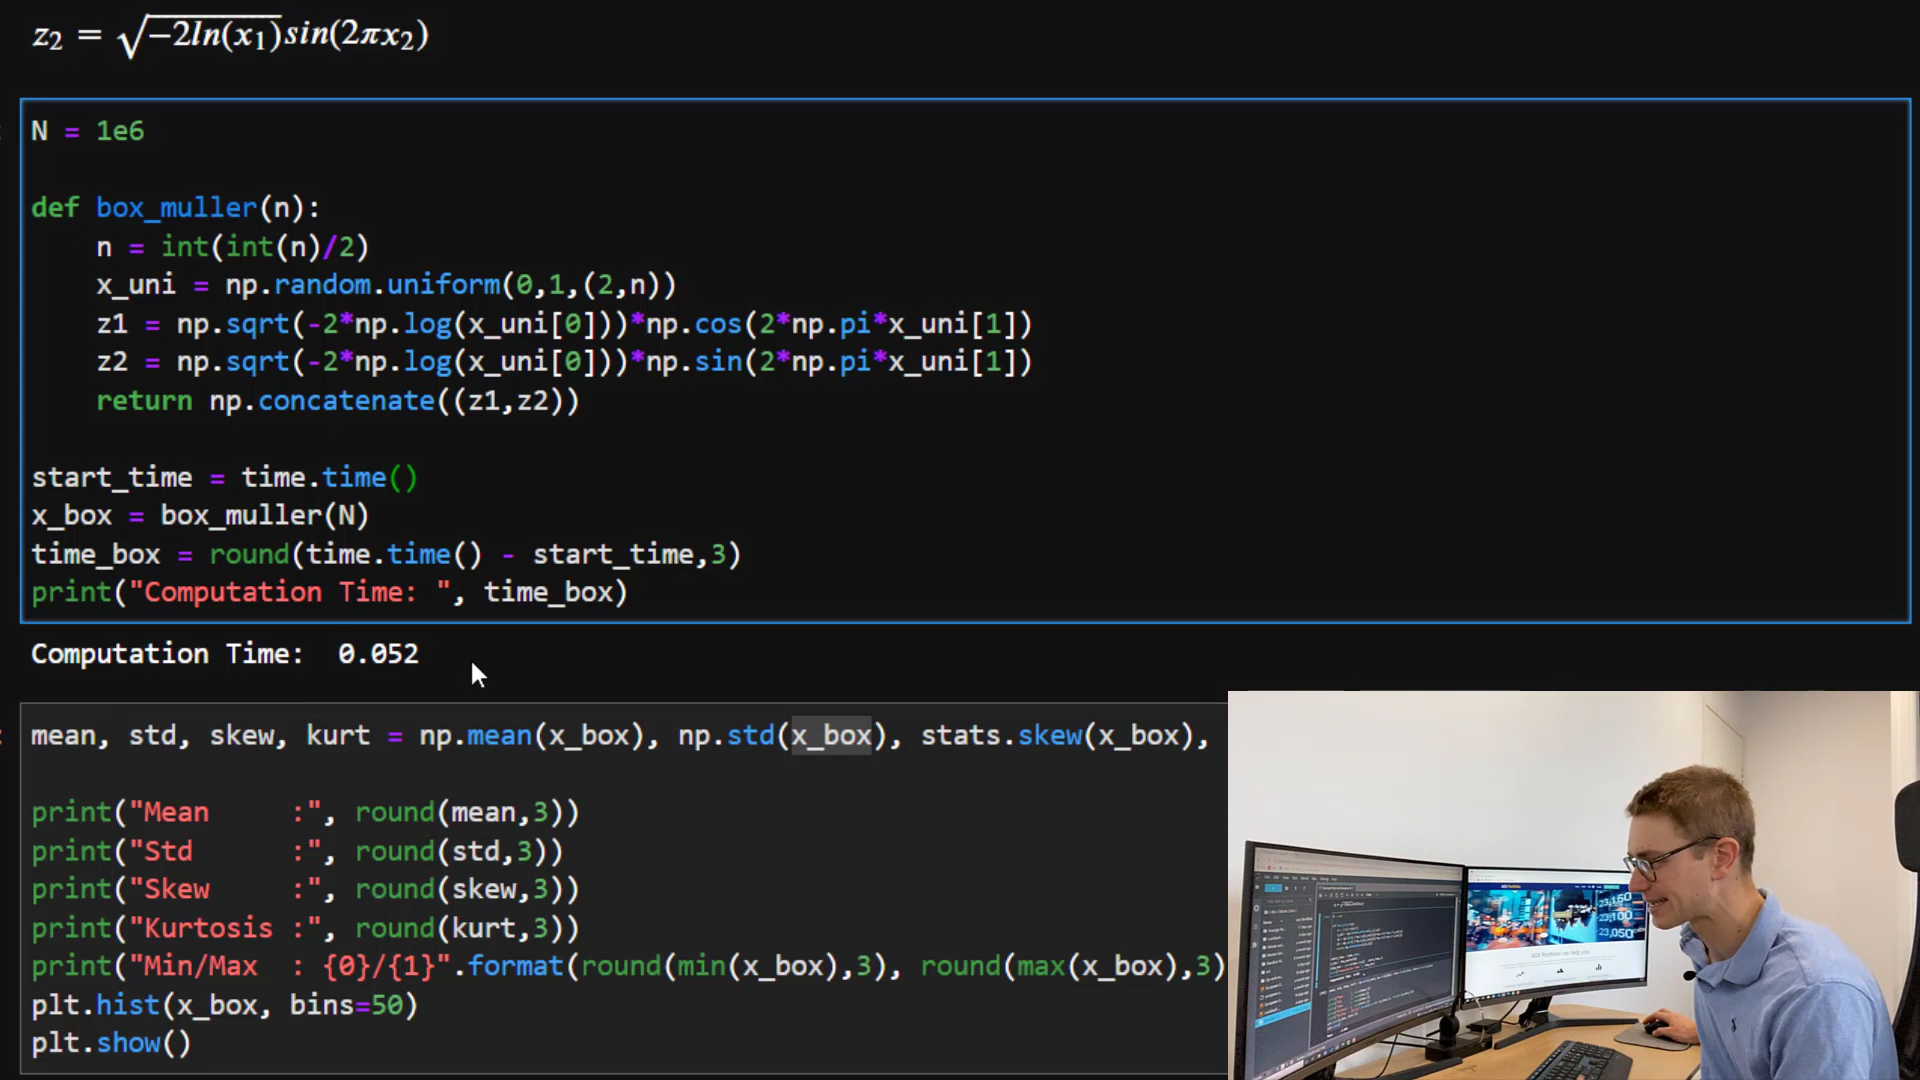 z₂ = √−2ln(x₁)sin(2πx₂)
N = 1e6
def box_muller(n):
    n = int(int(n)/2)
    x_uni = np.random.uniform(0,1,(2,n))
    z1 = np.sqrt(-2*np.log(x_uni[0]))*np.cos(2*np.pi*x_uni[1])
    z2 = np.sqrt(-2*np.log(x_uni[0]))*np.sin(2*np.pi*x_uni[1])
    return np.concatenate((z1,z2))
start_time = time.time()
x_box = box_muller(N)
time_box = round(time.time() - start_time,3)
print("Computation Time: ", time_box)
Computation Time:  0.052
mean, std, skew, kurt = np.mean(x_box), np.std(x_box), stats.skew(x_box),
print("Mean     :", round(mean,3))
print("Std      :", round(std,3))
print("Skew     :", round(skew,3))
print("Kurtosis :", round(kurt,3))
print("Min/Max  : {0}/{1}".format(round(min(x_box),3), round(max(x_box),3)
plt.hist(x_box, bins=50)
plt.show()
23,160
23,100
23,050